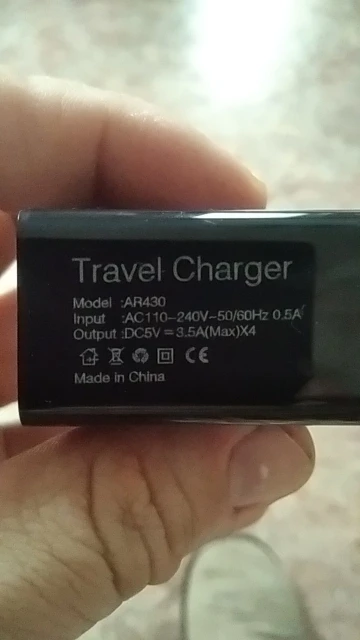 Travel Charger
Model :AR430
Input :AC110-240V~50/60Hz 0.5A
Output :DC5V = 3.5A(Max)X4
CE
Made in China